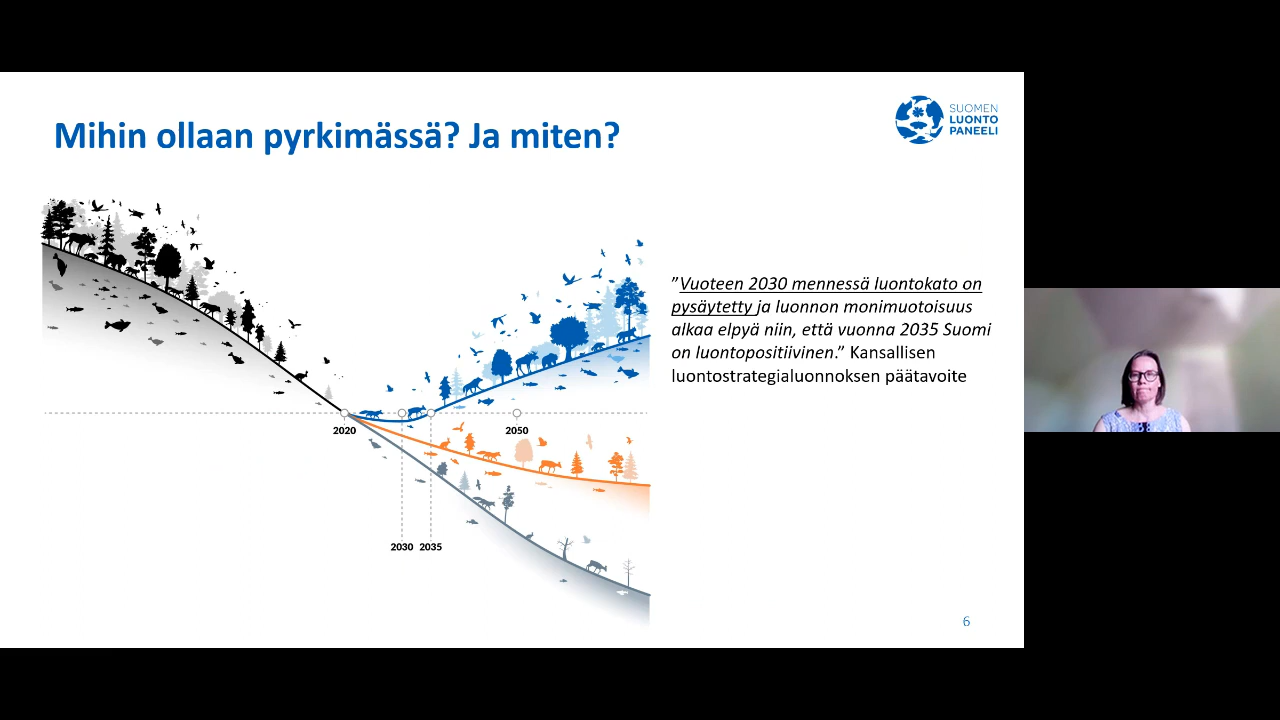 Mihin ollaan pyrkimässä? Ja miten?
SUOMEN
LUONTO
PANEELI
”Vuoteen 2030 mennessä luontokato on
pysäytetty ja luonnon monimuotoisuus
alkaa elpyä niin, että vuonna 2035 Suomi
on luontopositiivinen.” Kansallisen
luontostrategialuonnoksen päätavoite
2020
2050
2030
2035
6